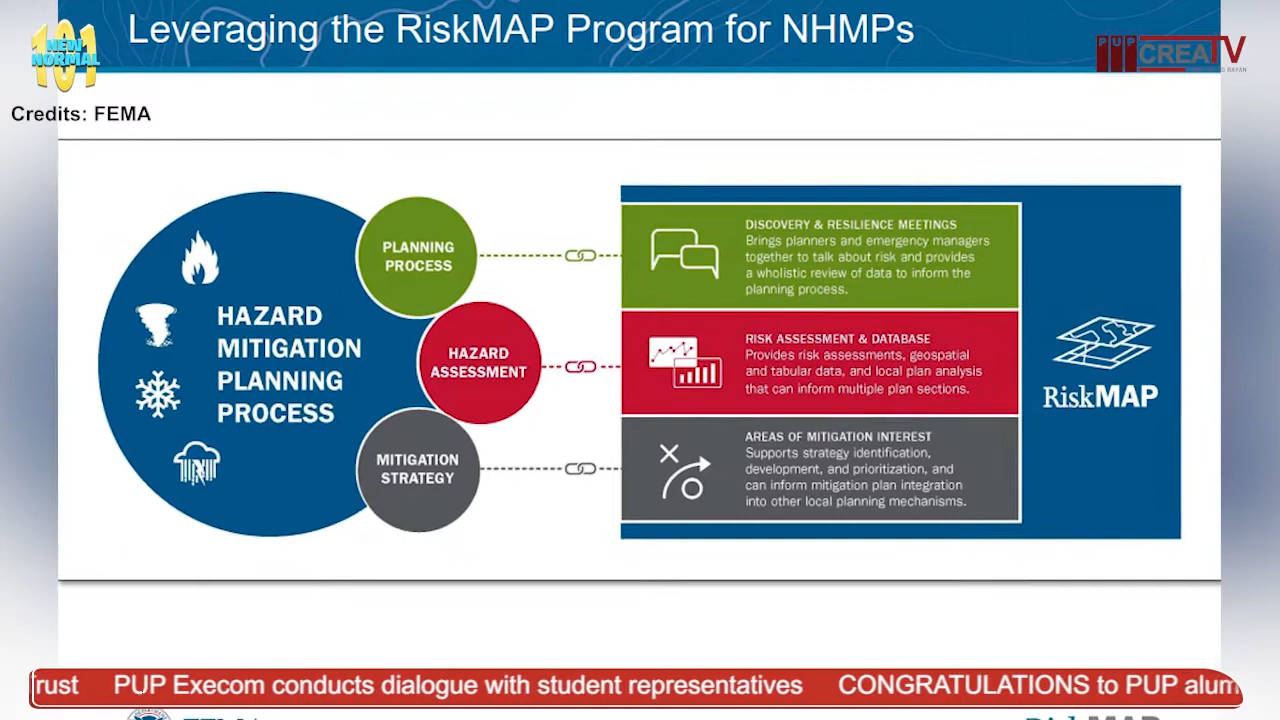 Leveraging the RiskMAP Program for NHMPs
NEW
NORMAL
101
PUP
CREATV
Credits: FEMA
HAZARD
MITIGATION
PLANNING
PROCESS
PLANNING
PROCESS
HAZARD
ASSESSMENT
MITIGATION
STRATEGY
DISCOVERY & RESILIENCE MEETINGS
Brings planners and emergency managers
together to talk about risk and provides
a wholistic review of data to inform the
planning process.
RISK ASSESSMENT & DATABASE
Provides risk assessments, geospatial
and tabular data, and local plan analysis
that can inform multiple plan sections.
AREAS OF MITIGATION INTEREST
Supports strategy identification,
development, and prioritization, and
can inform mitigation plan integration
into other local planning mechanisms.
RiskMAP
rust PUP Execom conducts dialogue with student representatives CONGRATULATIONS to PUP alum